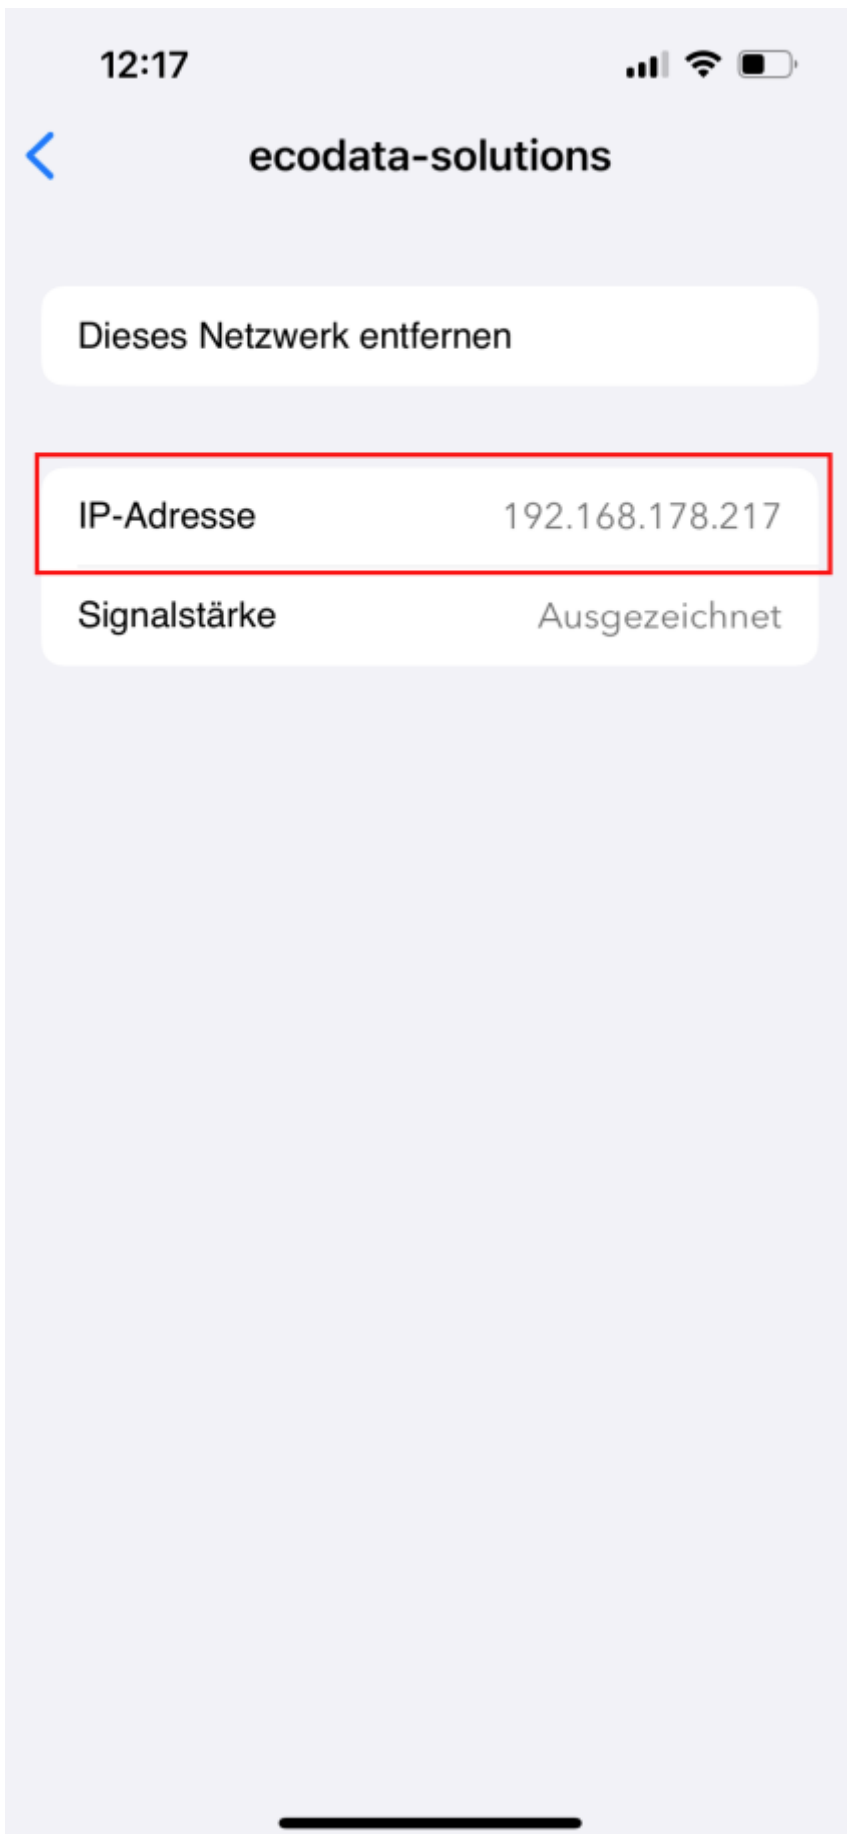 12:17
ecodata-solutions
Dieses Netzwerk entfernen
IP-Adresse 192.168.178.217
Signalstärke Ausgezeichnet